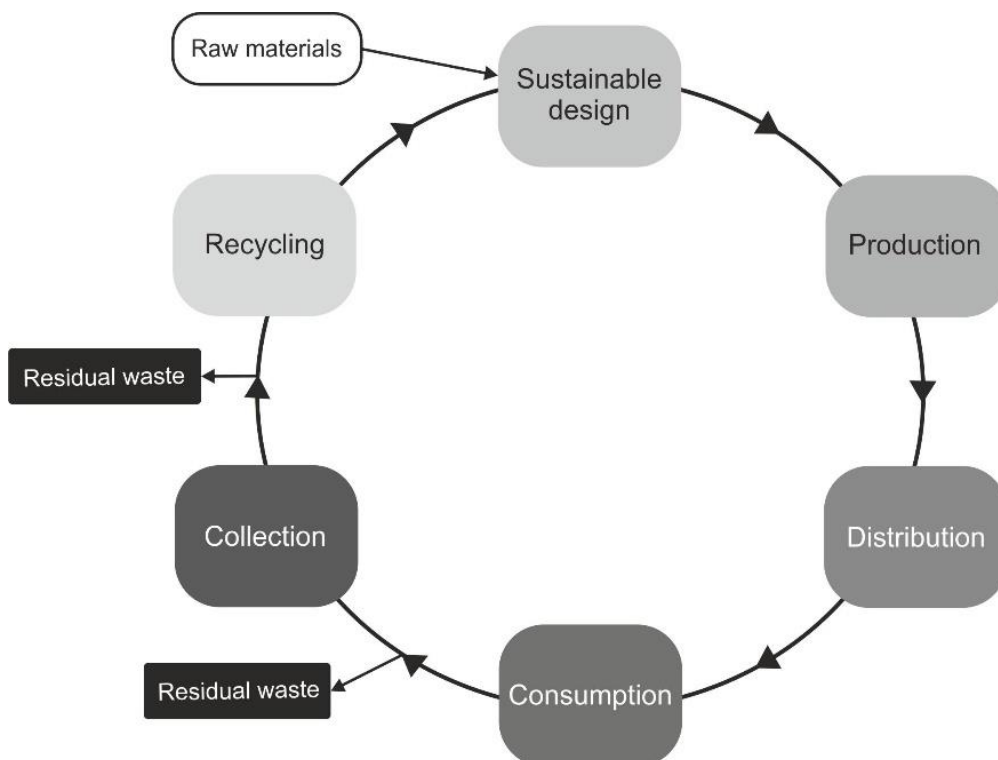 Raw materials
Sustainable
design
Recycling
Production
Residual waste
Collection
Distribution
Residual waste
Consumption